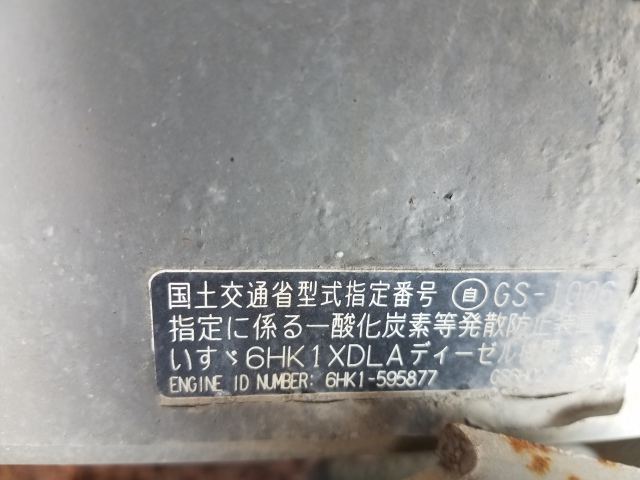 国土交通省型式指定番号 �
指定に係る一酸化炭素等発散防止装置
いすゞ6HK1XDLAディーゼル
ENGINE ID NUMBER: 6HK1-595877